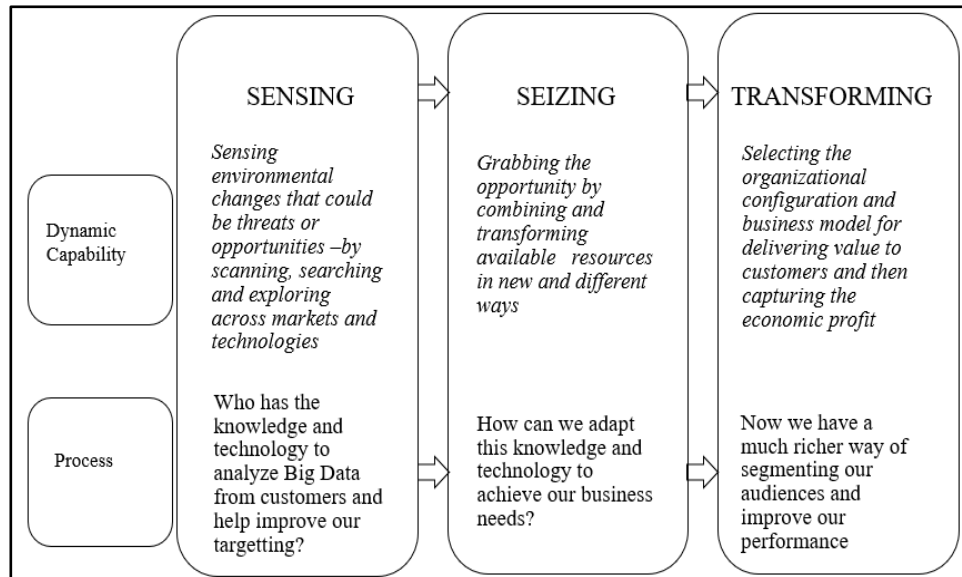 SENSING
SEIZING
TRANSFORMING
Dynamic
Capability
Sensing
environmental
changes that could
be threats or
opportunities –by
scanning, searching
and exploring
across markets and
technologies
Grabbing the
opportunity by
combining and
transforming
available resources
in new and different
ways
Selecting the
organizational
configuration and
business model for
delivering value to
customers and then
capturing the
economic profit
Process
Who has the
knowledge and
technology to
analyze Big Data
from customers and
help improve our
targetting?
How can we adapt
this knowledge and
technology to
achieve our business
needs?
Now we have a
much richer way of
segmenting our
audiences and
improve our
performance